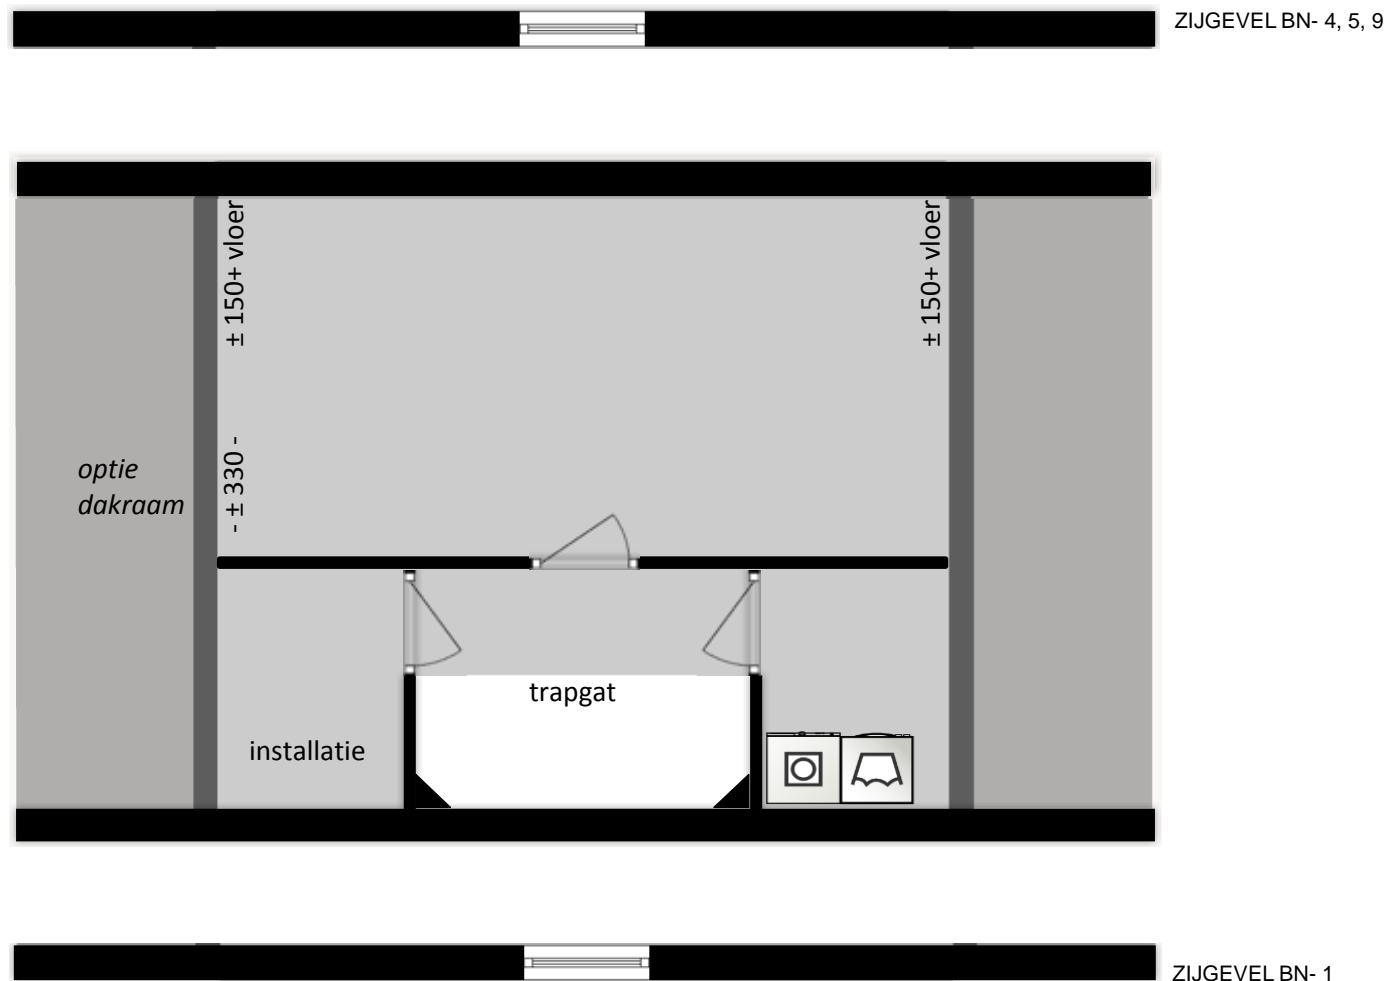 ZIJGEVEL BN- 4, 5, 9
± 150+ vloer
± 150+ vloer
- ± 330 -
optie
dakraam
trapgat
installatie
ZIJGEVEL BN- 1